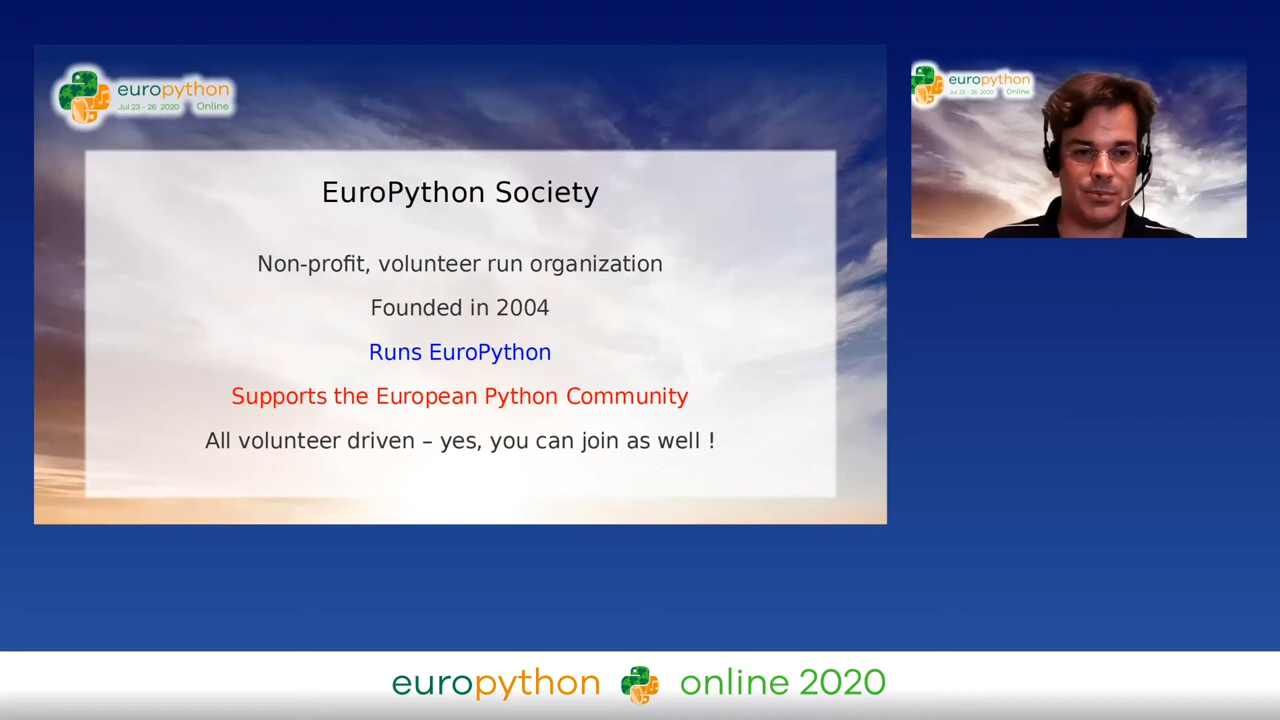 europython
Jul 23 - 26 2020 Online
EuroPython Society
Non-profit, volunteer run organization
Founded in 2004
Runs EuroPython
Supports the European Python Community
All volunteer driven – yes, you can join as well !
europython
Jul 23 - 26 2020 Online
europython online 2020